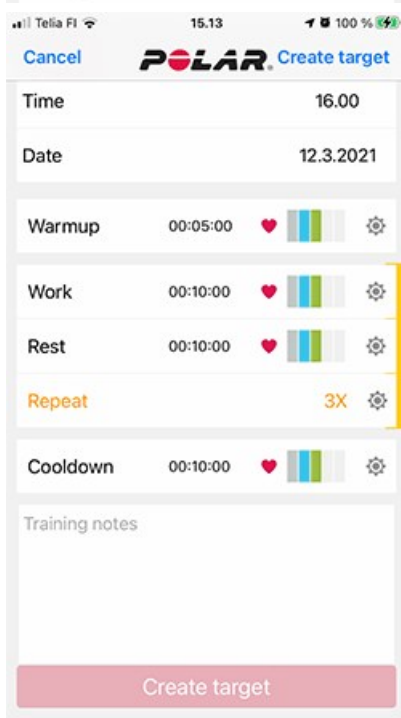 Telia FI 15.13 100 %
Cancel POLAR. Create target
Time 16.00
Date 12.3.2021
Warmup 00:05:00
Work 00:10:00
Rest 00:10:00
Repeat 3X
Cooldown 00:10:00
Training notes
Create target